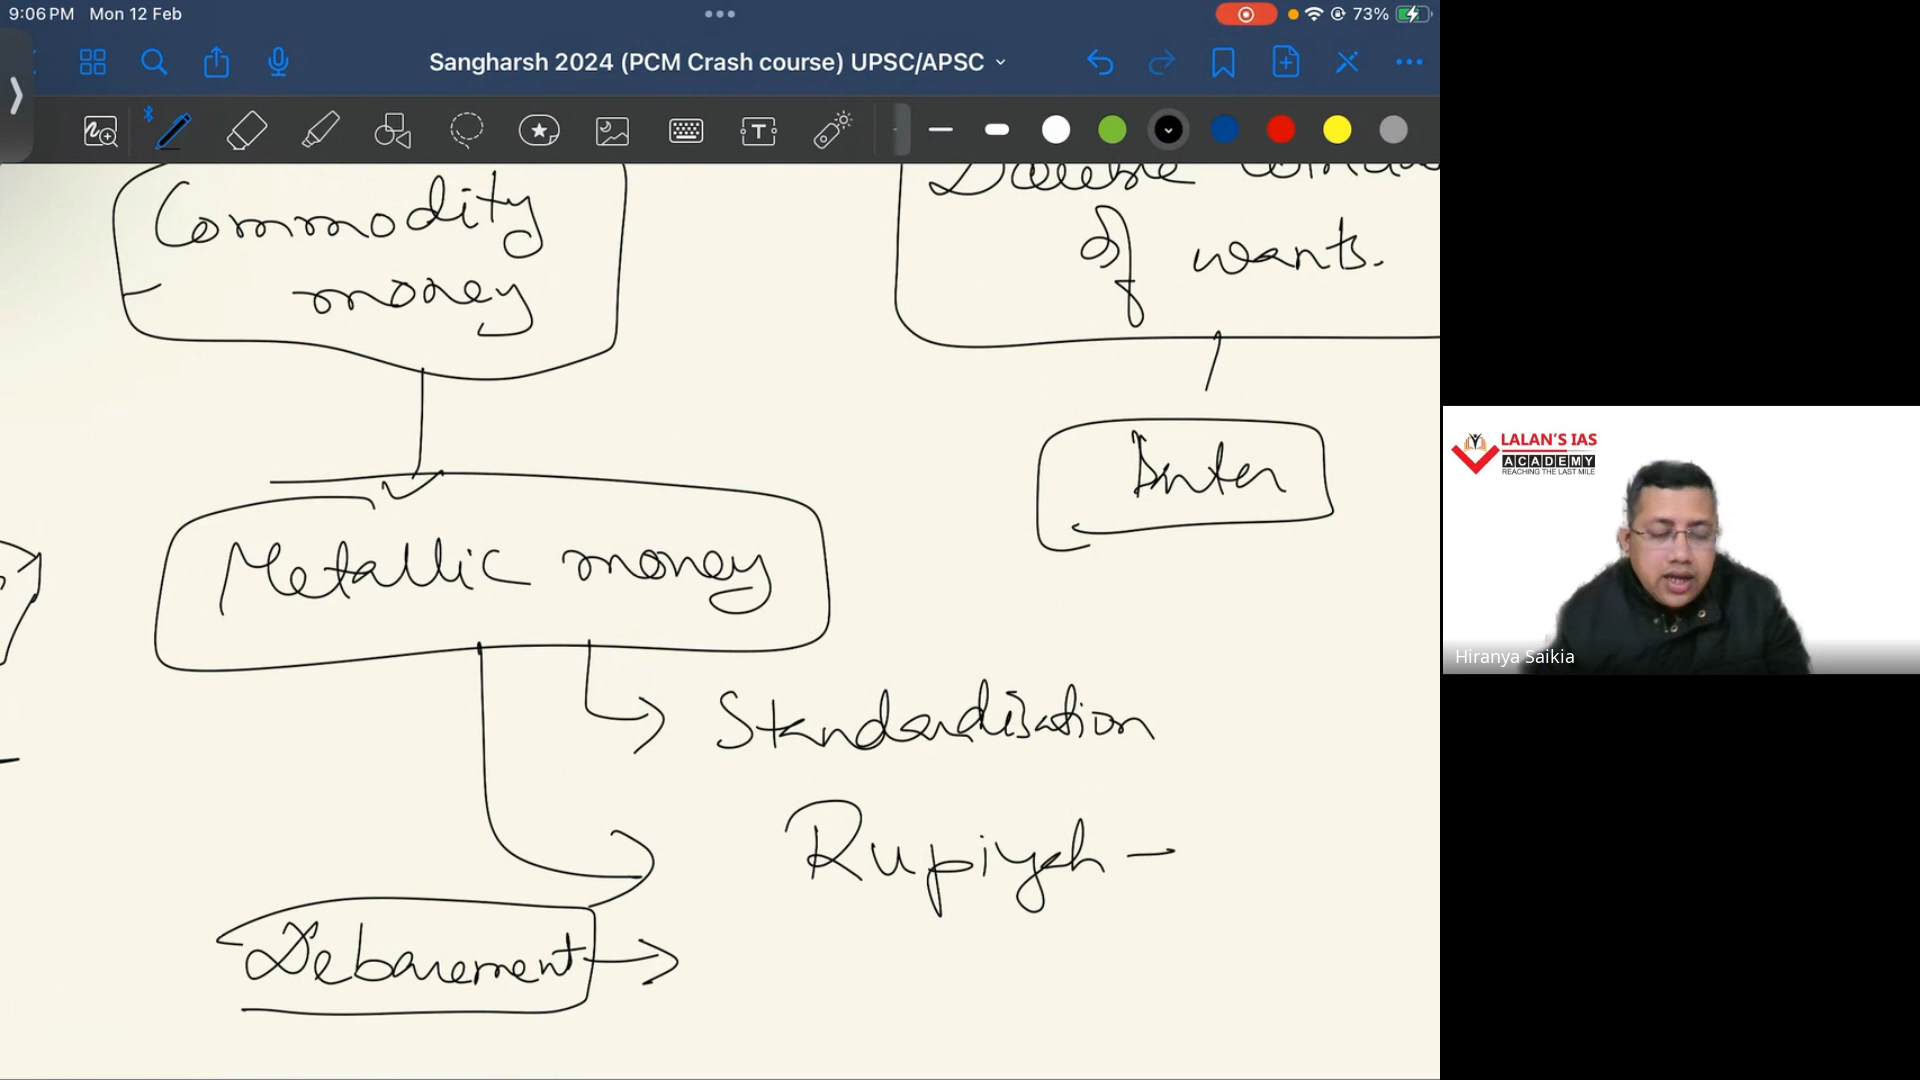 9:06 PM Mon 12 Feb
73%
Sangharsh 2024 (PCM Crash course) UPSC/APSC
T
Commodity
money
Double
of wants.
Metallic money
Standardisation
Rupiyah -
Debasement
LALAN'S IAS
ACADEMY
REACHING THE LAST MILE
Hiranya Saikia